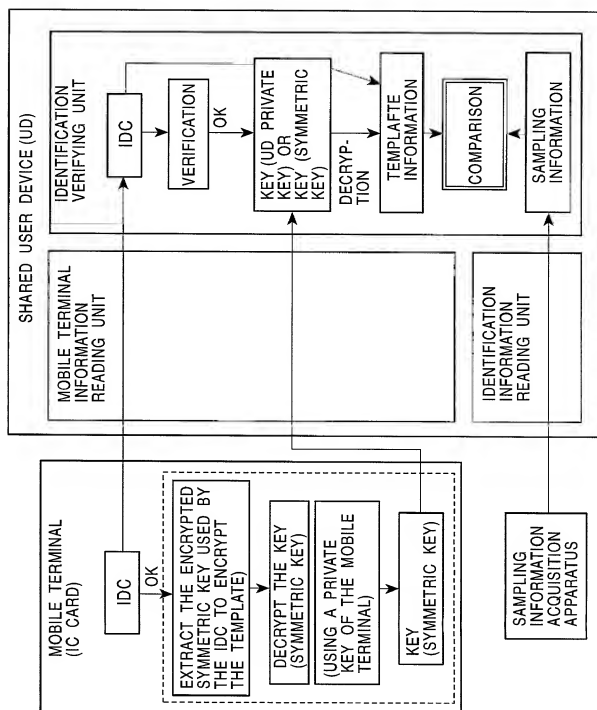 SHARED USER DEVICE (UD)
MOBILE TERMINAL
(IC CARD)
IDC
OK
EXTRACT THE ENCRYPTED
SYMMETRIC KEY USED BY
THE IDC TO ENCRYPT
THE TEMPLATE)
DECRYPT THE KEY
(SYMMETRIC KEY)
(USING A PRIVATE
KEY OF THE MOBILE
TERMINAL)
KEY
(SYMMETRIC KEY)
SAMPLING
INFORMATION
ACQUISITION
APPARATUS
MOBILE TERMINAL
INFORMATION
READING UNIT
IDENTIFICATION
INFORMATION
READING UNIT
IDENTIFICATION
VERIFYING UNIT
IDC
VERIFICATION
OK
KEY (UD PRIVATE
KEY) OR
KEY (SYMMETRIC
KEY)
DECRYP-
TION
TEMPLAFTE
INFORMATION
COMPARISON
SAMPLING
INFORMATION